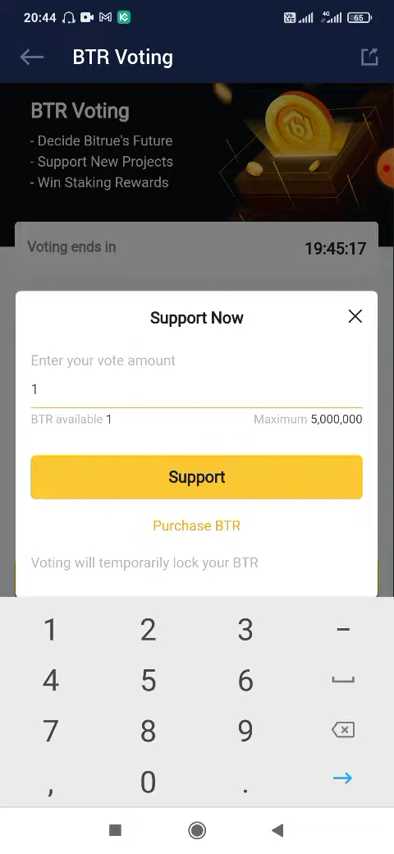 20:44
4G 65
BTR Voting
BTR Voting
- Decide Bitrue's Future
- Support New Projects
- Win Staking Rewards
Voting ends in 19:45:17
Support Now
Enter your vote amount
1
BTR available 1 Maximum 5,000,000
Support
Purchase BTR
Voting will temporarily lock your BTR
1 2 3 −
4 5 6
7 8 9
, 0 .